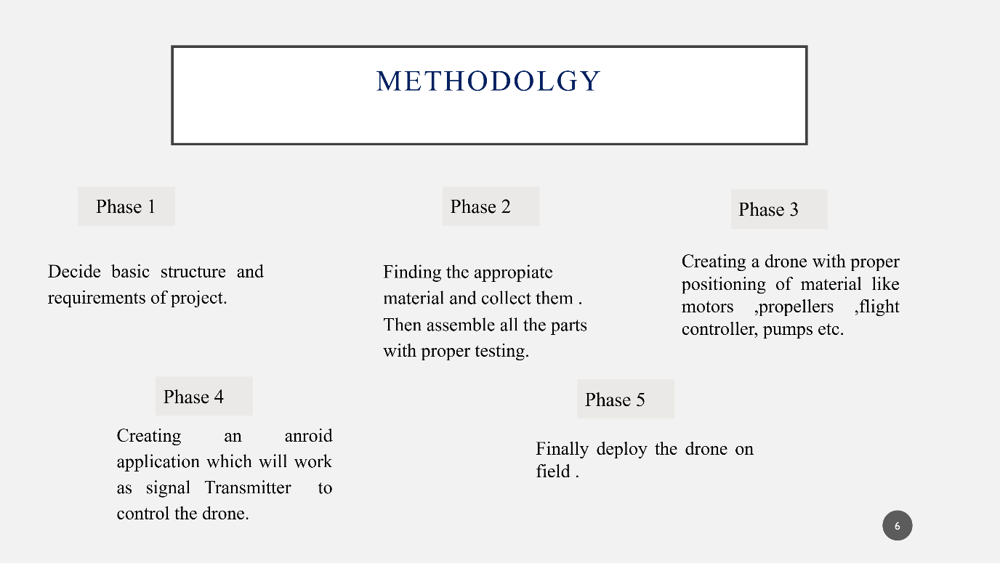 METHODOLGY
Phase 1
Decide basic structure and
requirements of project.
Phase 2
Finding the appropiate
material and collect them .
Then assemble all the parts
with proper testing.
Phase 3
Creating a drone with proper
positioning of material like
motors ,propellers ,flight
controller, pumps etc.
Phase 4
Creating an anroid
application which will work
as signal Transmitter to
control the drone.
Phase 5
Finally deploy the drone on
field .
6